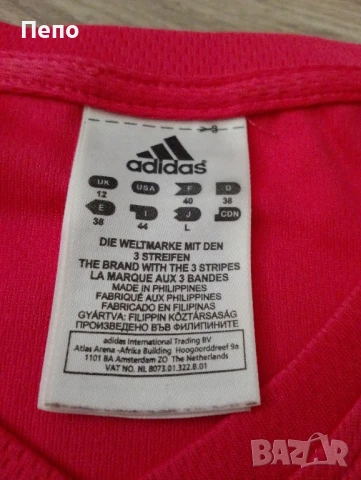 Пепо
adidas
UK USA F D
12 40 38
E I J CDN
38 44 L
DIE WELTMARKE MIT DEN
3 STREIFEN
THE BRAND WITH THE 3 STRIPES
LA MARQUE AUX 3 BANDES
MADE IN PHILIPPINES
FABRIQUÉ AUX PHILIPPINES
FABRICADO EN FILIPINAS
GYÁRTVA: FILIPPIN KÖZTÁRSASÁG
ПРОИЗВЕДЕНО ВЪВ ФИЛИПИНИТЕ
adidas International Trading BV
Atlas Arena -Afrika Building Hoogoorddreef 9a
1101 BA Amsterdam ZO The Netherlands
VAT NO. NL 8073.01.322.B.01
BAZAR